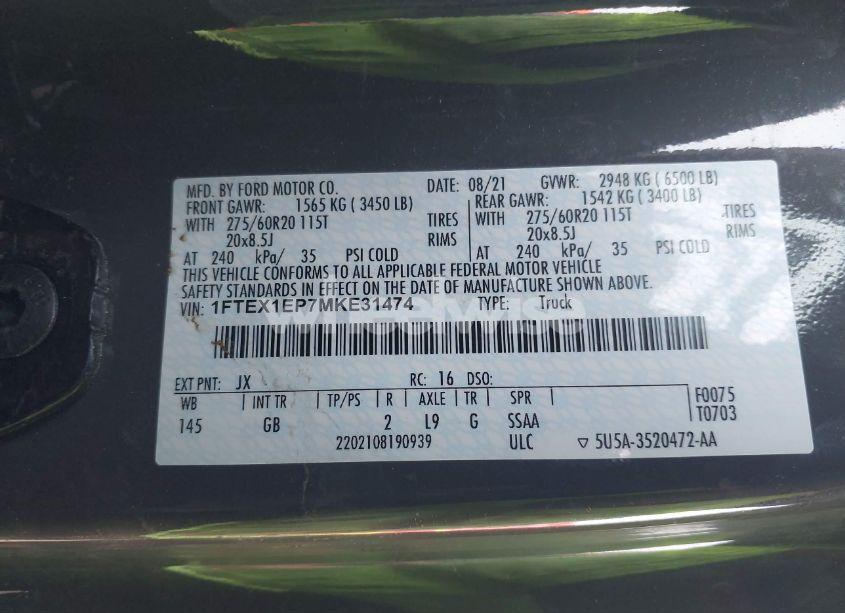 MFD. BY FORD MOTOR CO. DATE: 08/21 GVWR: 2948 KG ( 6500 LB)
FRONT GAWR: 1565 KG ( 3450 LB) REAR GAWR: 1542 KG ( 3400 LB)
WITH 275/60R20 115T TIRES WITH 275/60R20 115T TIRES
20x8.5J RIMS 20x8.5J RIMS
AT 240 kPa/ 35 PSI COLD AT 240 kPa/ 35 PSI COLD
THIS VEHICLE CONFORMS TO ALL APPLICABLE FEDERAL MOTOR VEHICLE
SAFETY STANDARDS IN EFFECT ON THE DATE OF MANUFACTURE SHOWN ABOVE.
VIN: 1FTEX1EP7MKE31474 TYPE: Truck
wheelwise
EXT PNT: JX RC: 16 DSO:
WB INT TR TP/PS R AXLE TR SPR F0075
145 GB 2 L9 G SSAA T0703
2202108190939 ULC ▽ 5U5A-3520472-AA